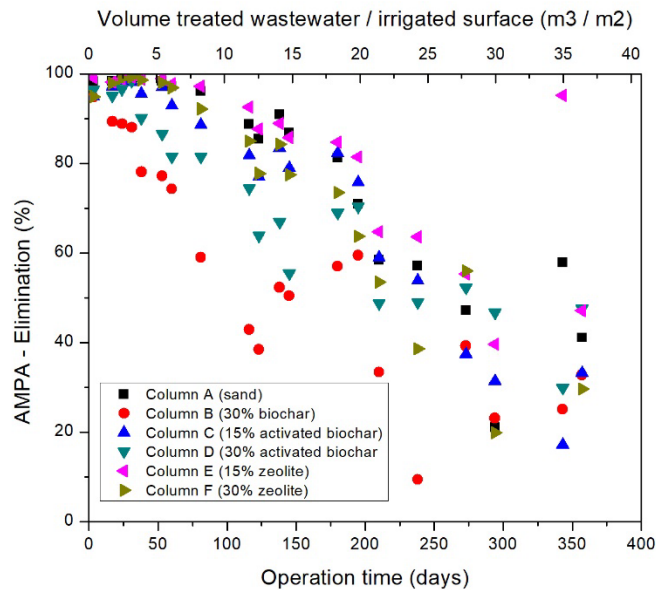 Volume treated wastewater / irrigated surface (m3 / m2)
0 5 10 15 20 25 30 35 40
100
80
60
40
20
0
AMPA - Elimination (%)
Column A (sand)
Column B (30% biochar)
Column C (15% activated biochar)
Column D (30% activated biochar
Column E (15% zeolite)
Column F (30% zeolite)
0 50 100 150 200 250 300 350 400
Operation time (days)